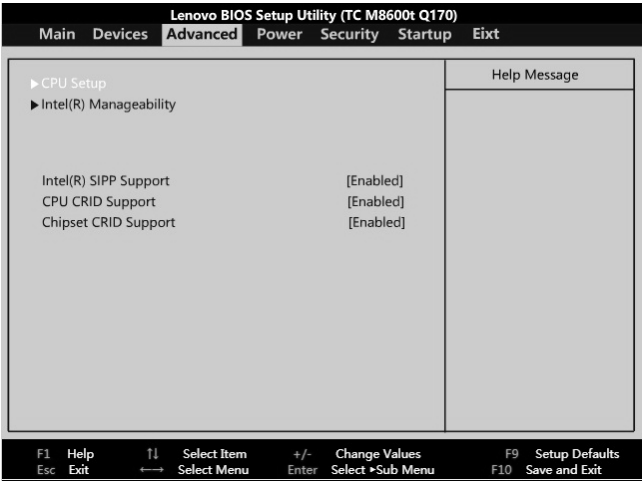 Lenovo BIOS Setup Utility (TC M8600t Q170)
Main Devices Advanced Power Security Startup Eixt
Help Message
▶CPU Setup
▶Intel(R) Manageability
Intel(R) SIPP Support [Enabled]
CPU CRID Support [Enabled]
Chipset CRID Support [Enabled]
F1 Help ↑↓ Select Item +/- Change Values F9 Setup Defaults
Esc Exit ←→ Select Menu Enter Select ▸Sub Menu F10 Save and Exit